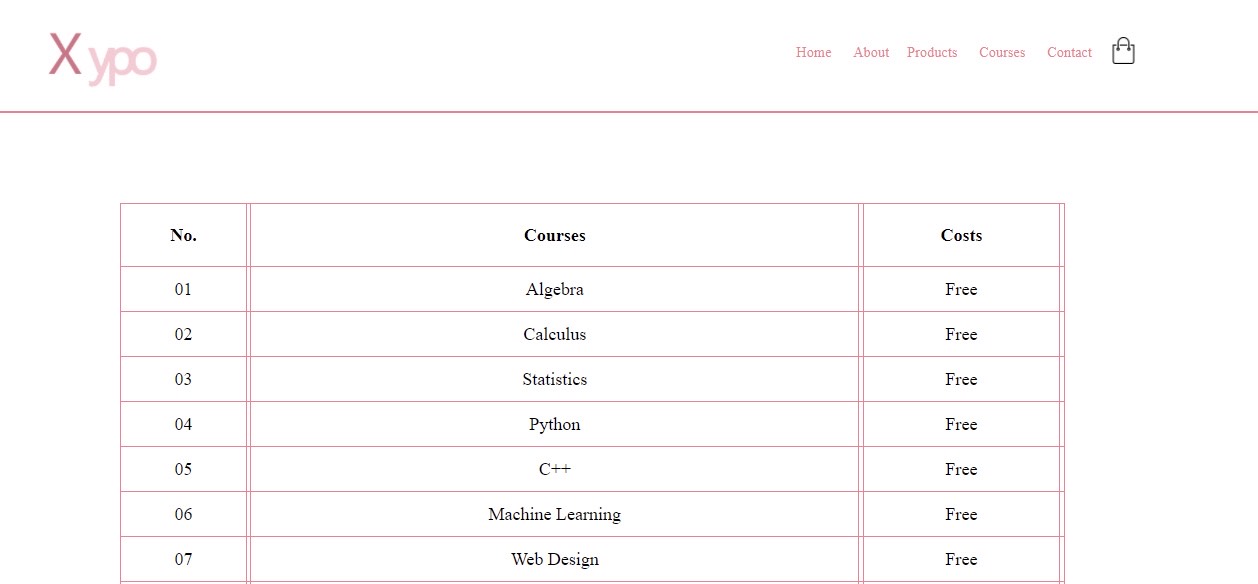 X ypo
Home About Products Courses Contact
No. Courses Costs
01 Algebra Free
02 Calculus Free
03 Statistics Free
04 Python Free
05 C++ Free
06 Machine Learning Free
07 Web Design Free